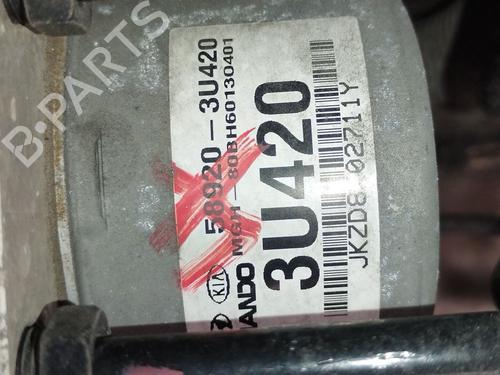 KIA 58920-3U420
MANDO MGH - 80BH60130401
3U420
JKZD8 02711Y
B-PARTS